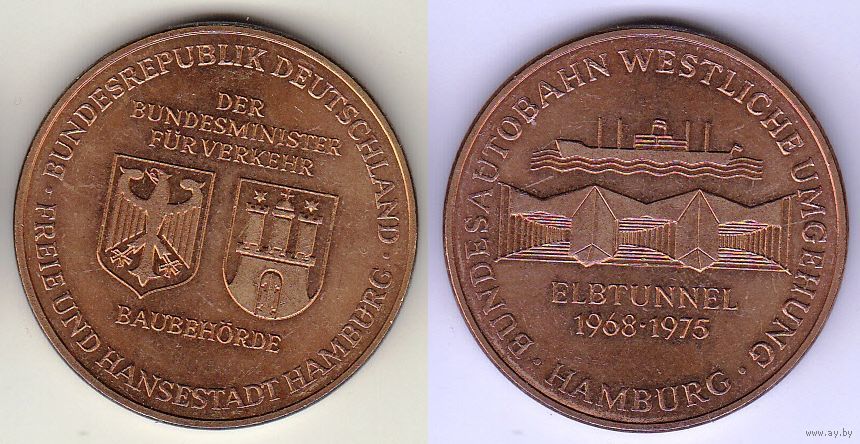 BUNDESREPUBLIK DEUTSCHLAND ·
FREIE UND HANSESTADT HAMBURG ·
DER
BUNDESMINISTER
FÜR VERKEHR
BAUBEHÖRDE
· BUNDESAUTOBAHN WESTLICHE UMGEHUNG ·
HAMBURG
ELBTUNNEL
1968·1975
www.ay.by